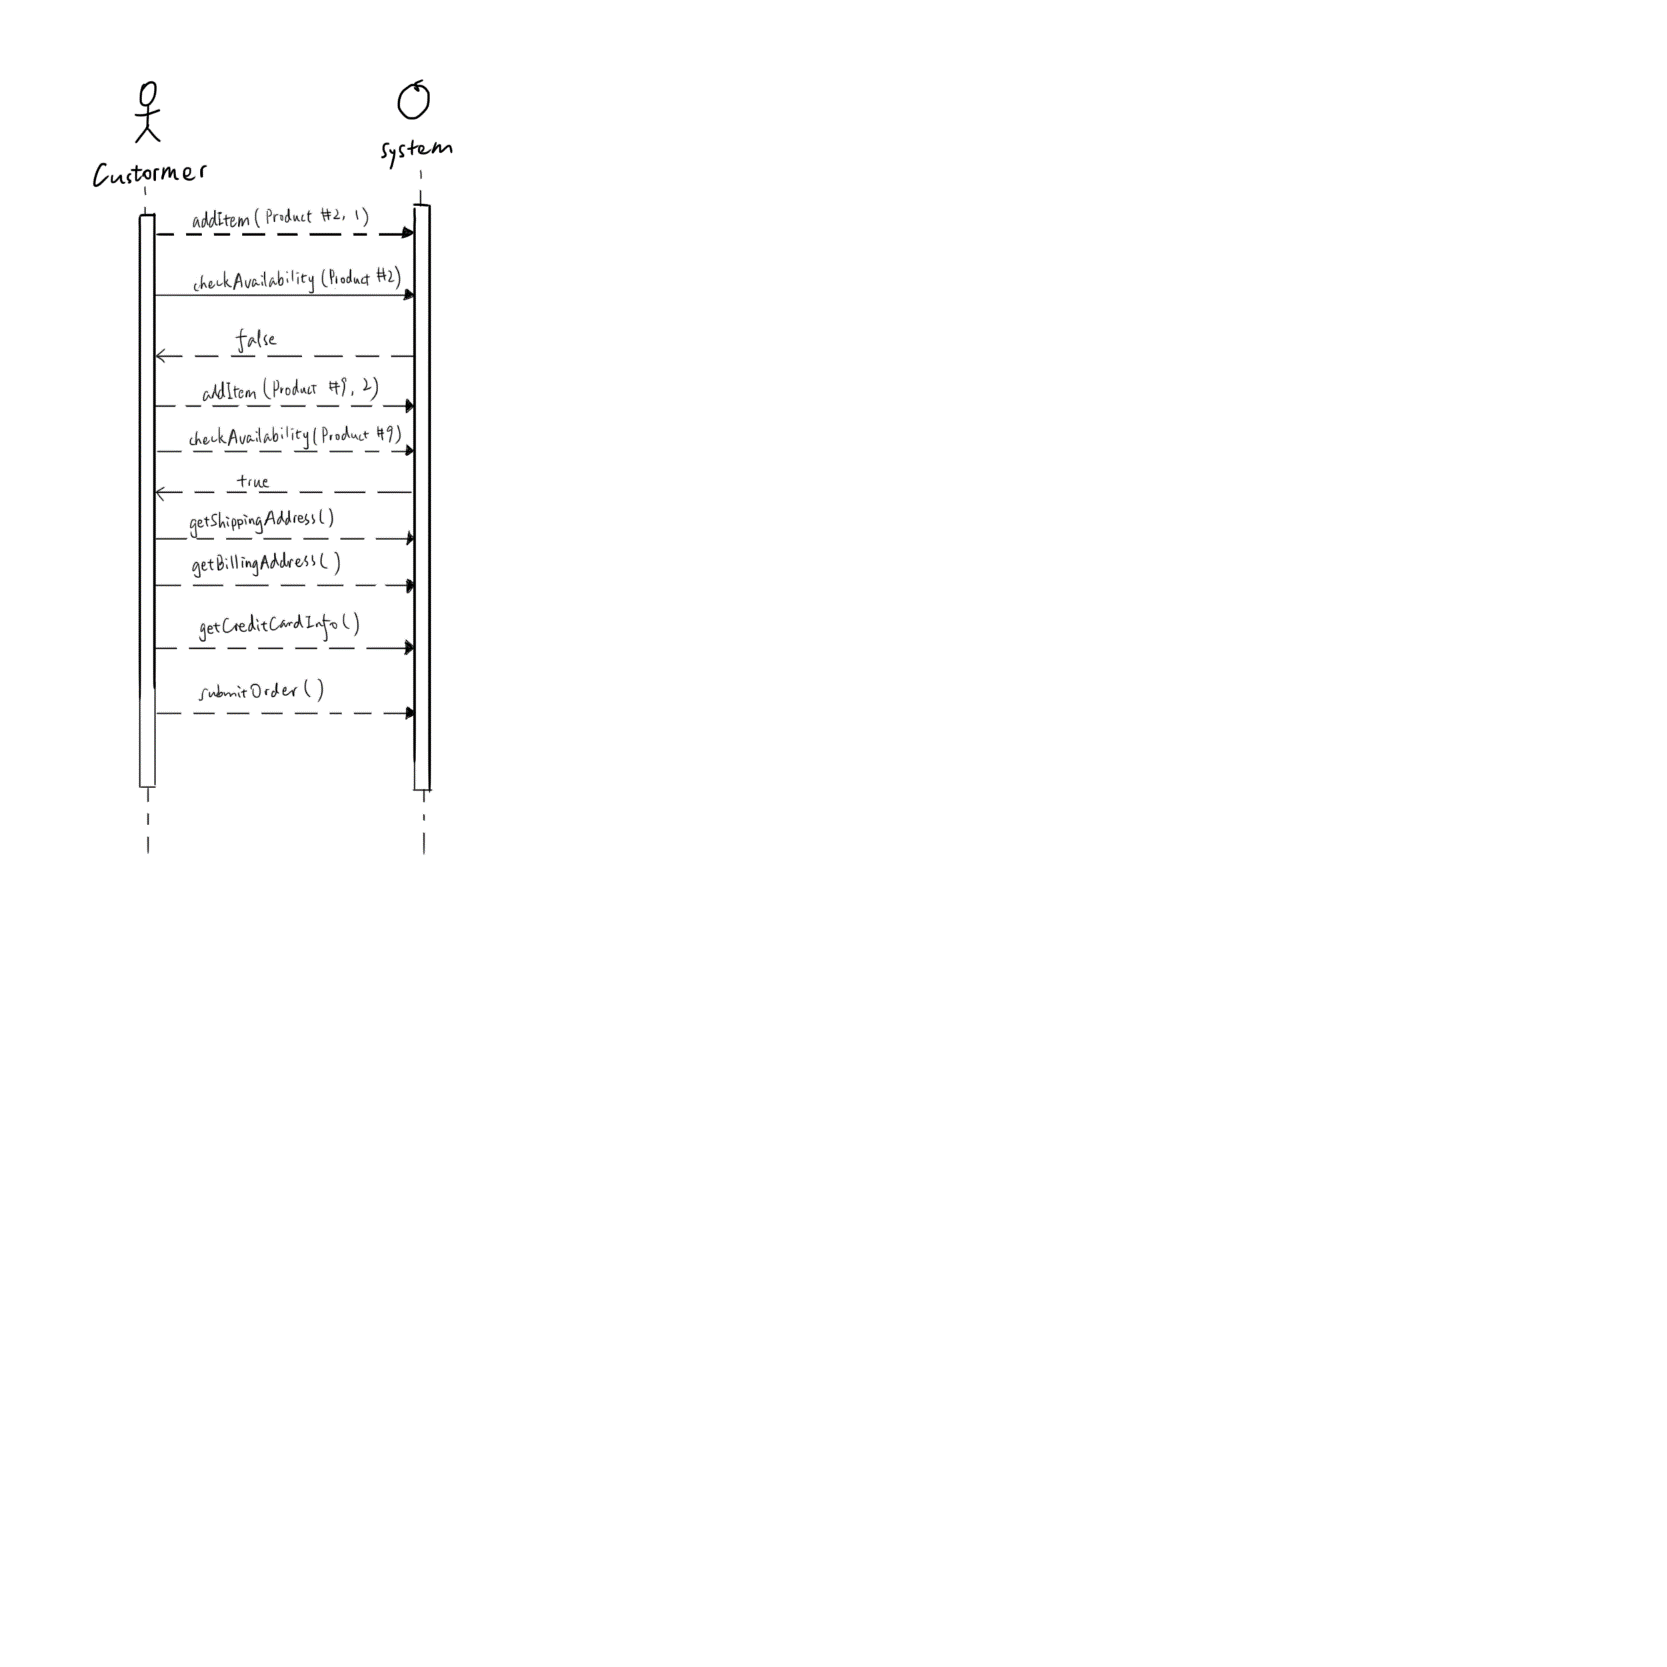 Custormer
system
addItem(Product #2, 1)
checkAvailability(Product #2)
false
addItem(Product #9, 2)
checkAvailability(Product #9)
true
getShippingAddress()
getBillingAddress()
getCreditCardInfo()
submitOrder()